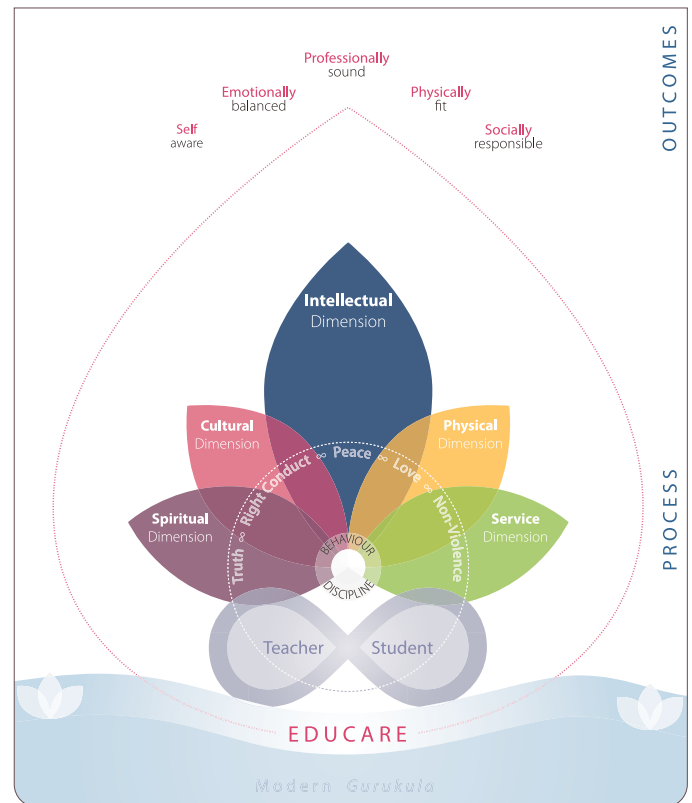 OUTCOMES
Professionally
sound
Emotionally
balanced
Physically
fit
Self
aware
Socially
responsible
Intellectual
Dimension
Cultural
Dimension
Physical
Dimension
Spiritual
Dimension
Service
Dimension
Truth ∞ Right Conduct ∞ Peace ∞ Love ∞ Non-Violence
BEHAVIOUR
DISCIPLINE
PROCESS
Teacher
Student
EDUCARE
Modern Gurukula